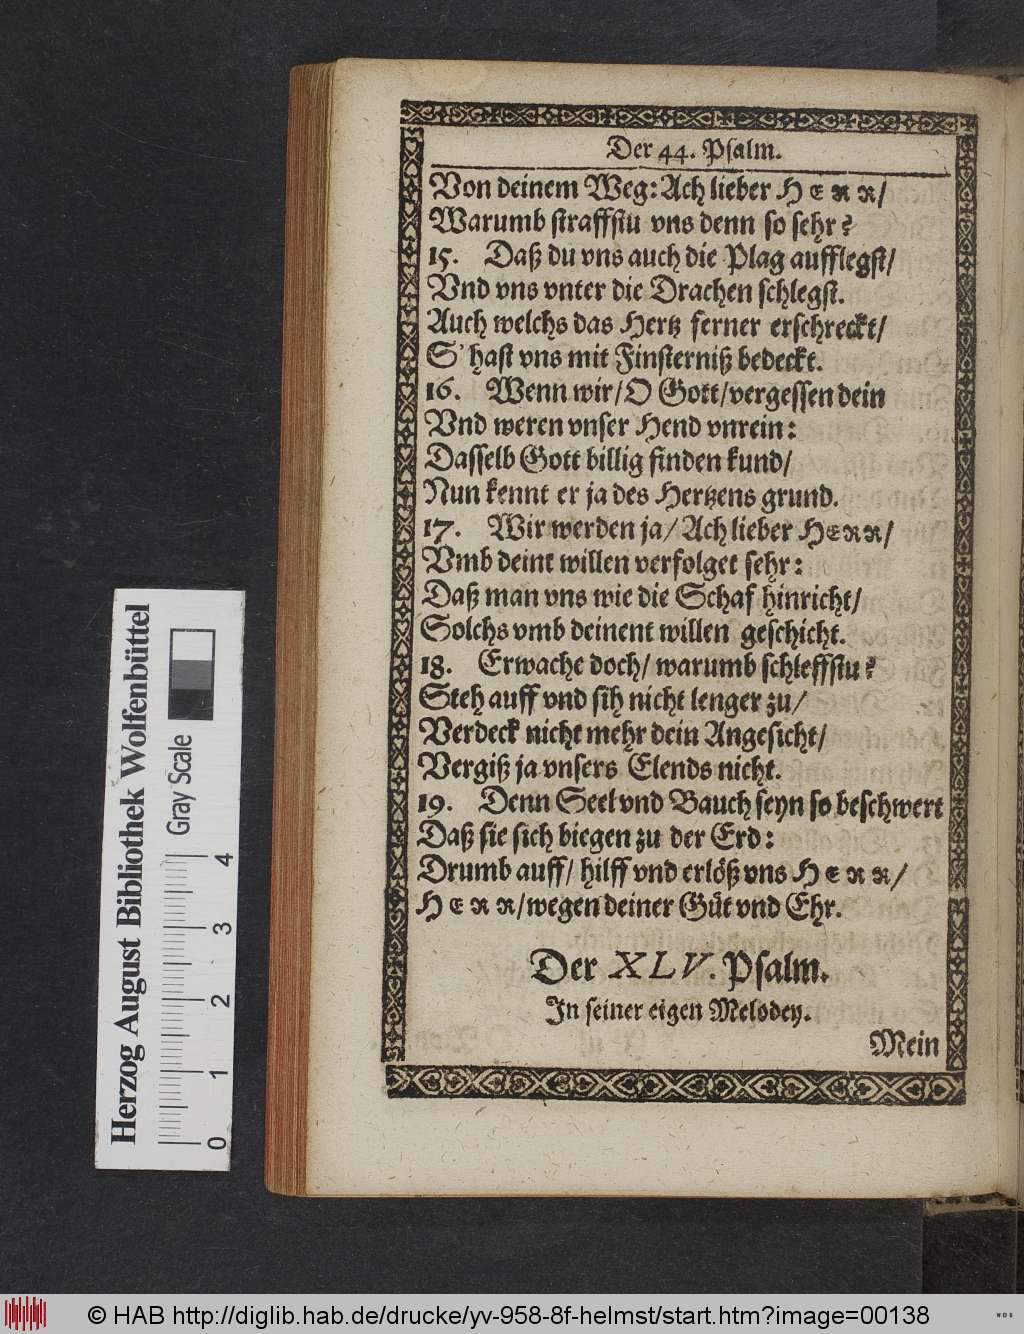 Der 44. Psalm.
Von deinem Weg: Ach lieber HERR/
Warumb straffstu vns denn so sehr?
15. Daß du vns auch die Plag aufflegst/
Vnd vns vnter die Drachen schlegst.
Auch welchs das Hertz ferner erschreckt/
S' hast vns mit Finsterniß bedeckt.
16. Wenn wir/ O Gott/ vergessen dein
Vnd weren vnser Hend vnrein:
Dasselb Gott billig finden kund/
Nun kennt er ja des Hertzens grund.
17. Wir werden ja/ Ach lieber HERR/
Vmb deint willen verfolget sehr:
Daß man vns wie die Schaf hinricht/
Solchs vmb deinent willen geschicht.
18. Erwache doch/ warumb schleffstu?
Steh auff vnd sih nicht lenger zu/
Verdeck nicht mehr dein Angesicht/
Vergiß ja vnsers Elends nicht.
19. Denn Seel vnd Bauch seyn so beschwert
Daß sie sich biegen zu der Erd:
Drumb auff/ hilff vnd erlöß vns HERR/
HERR/ wegen deiner Güt vnd Ehr.
Der XLV. Psalm.
In seiner eigen Melodey.
Mein
Herzog August Bibliothek Wolfenbüttel
Gray Scale
0 1 2 3 4
© HAB http://diglib.hab.de/drucke/yv-958-8f-helmst/start.htm?image=00138